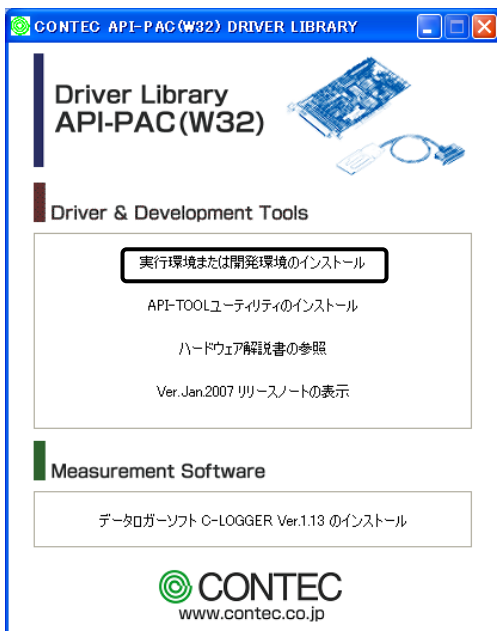 CONTEC API-PAC(W32) DRIVER LIBRARY
Driver Library
API-PAC(W32)
Driver & Development Tools
実行環境または開発環境のインストール
API-TOOLユーティリティのインストール
ハードウェア解説書の参照
Ver.Jan.2007 リリースノートの表示
Measurement Software
データロガーソフト C-LOGGER Ver.1.13 のインストール
CONTEC
www.contec.co.jp